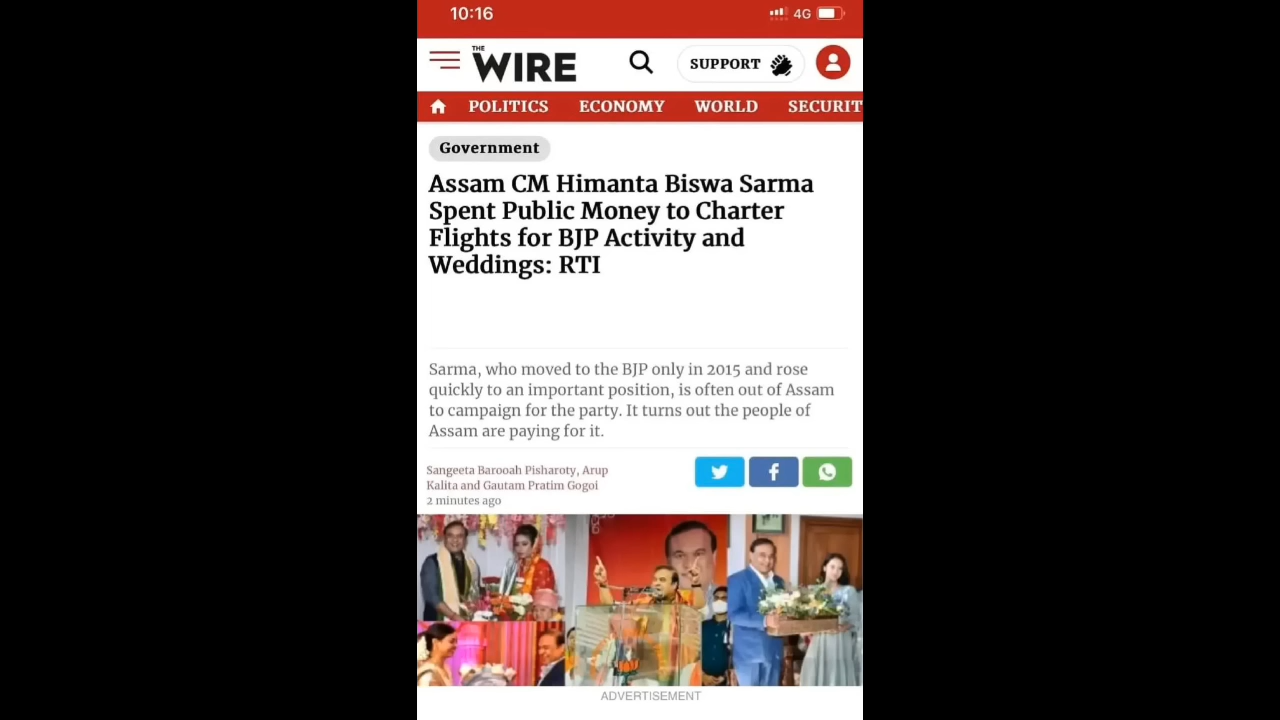 10:16
4G
THE
WIRE
SUPPORT
POLITICS ECONOMY WORLD SECURIT
Government
Assam CM Himanta Biswa Sarma
Spent Public Money to Charter
Flights for BJP Activity and
Weddings: RTI
Sarma, who moved to the BJP only in 2015 and rose
quickly to an important position, is often out of Assam
to campaign for the party. It turns out the people of
Assam are paying for it.
Sangeeta Barooah Pisharoty, Arup
Kalita and Gautam Pratim Gogoi
2 minutes ago
ADVERTISEMENT